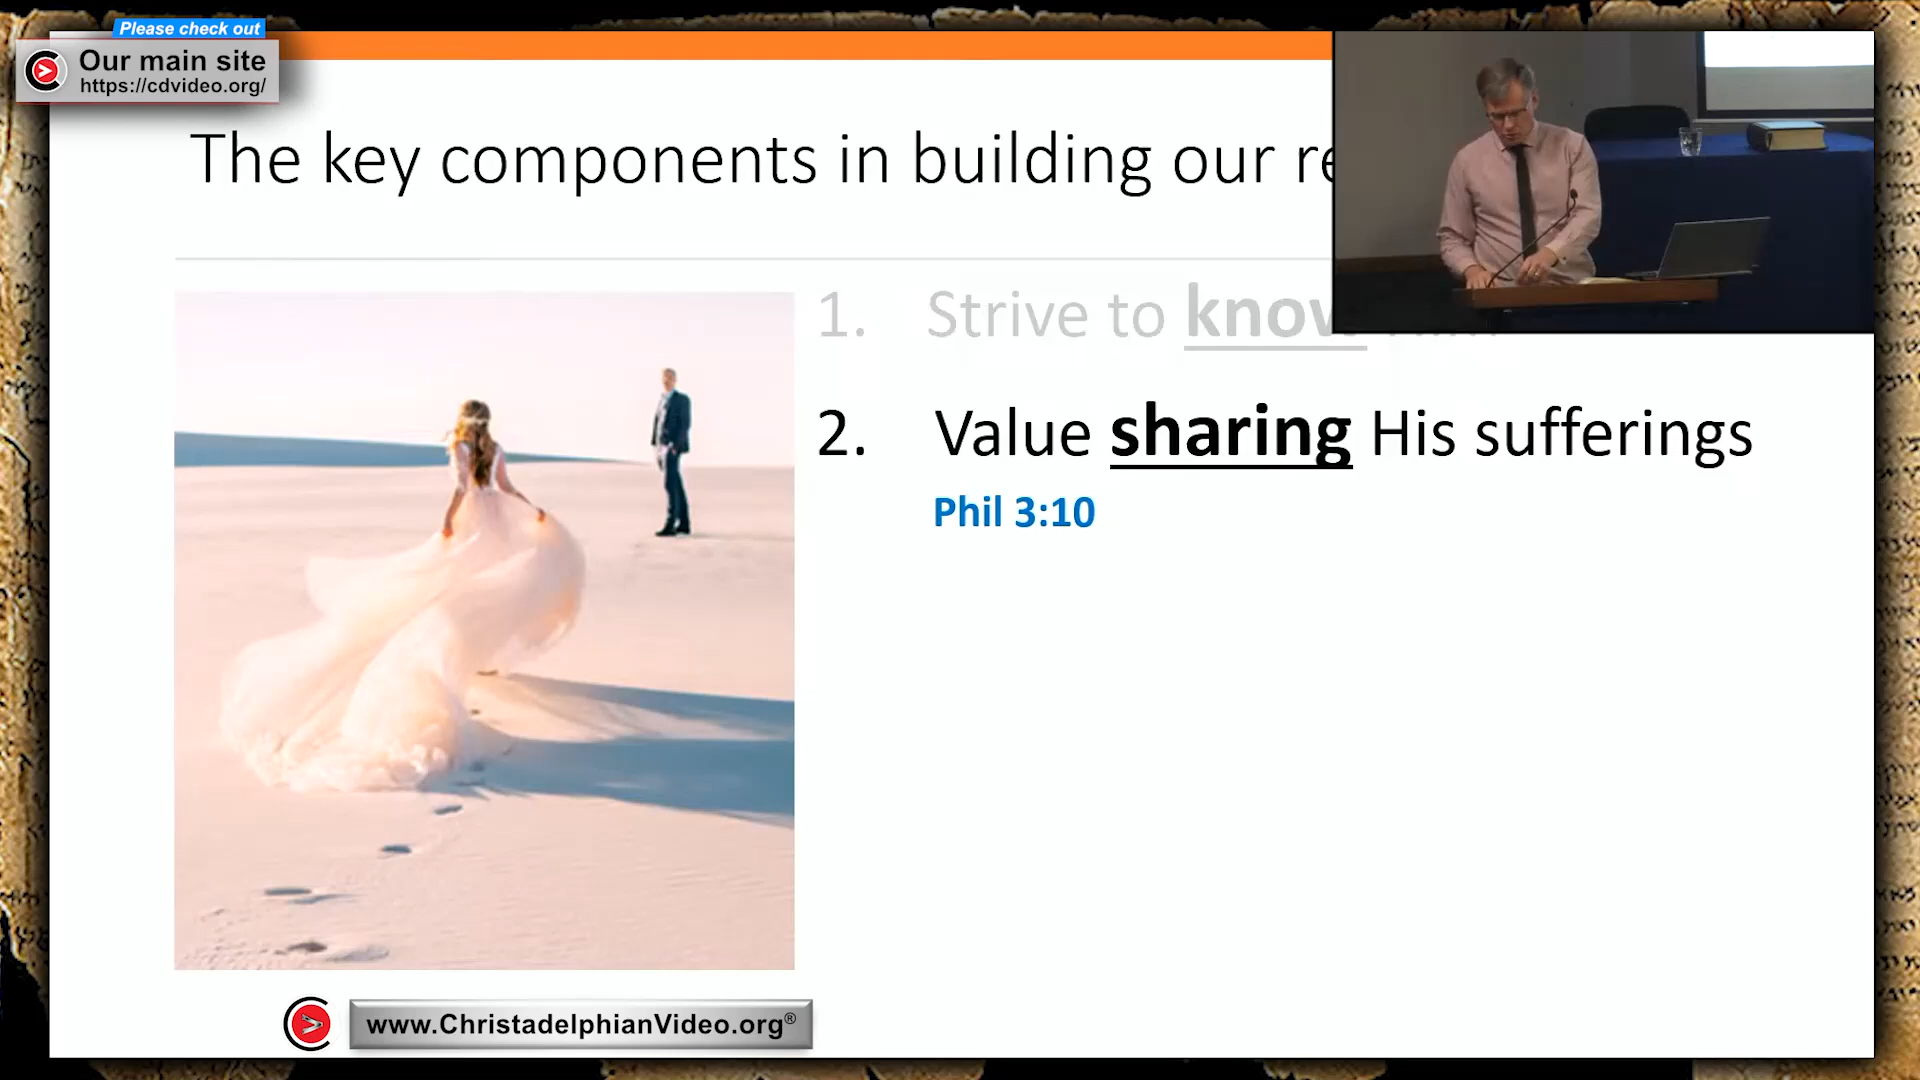 Please check out
Our main site
https://cdvideo.org/
The key components in building our
1. Strive to know
2. Value sharing His sufferings
Phil 3:10
www.ChristadelphianVideo.org®